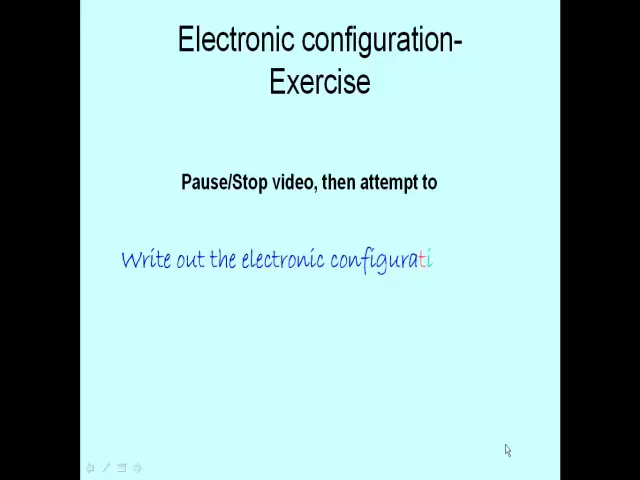 Electronic configuration-
Exercise
Pause/Stop video, then attempt to
Write out the electronic configurati